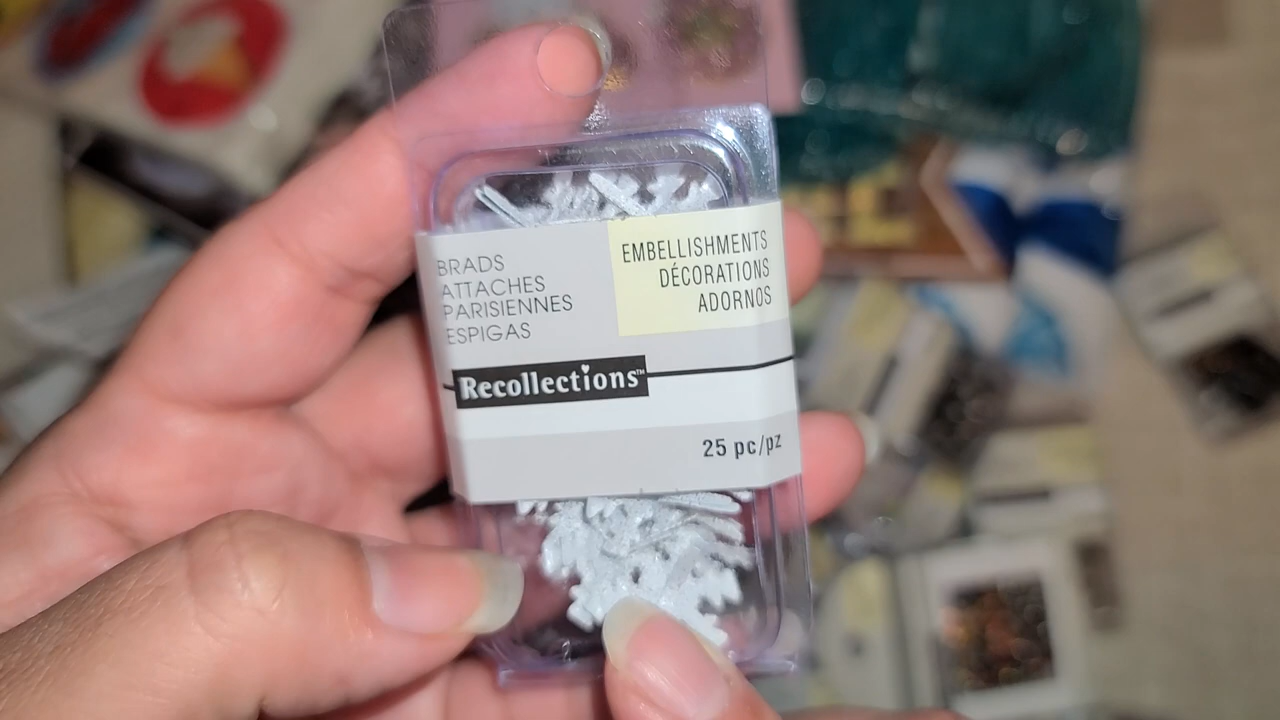 BRADS
ATTACHES
PARISIENNES
ESPIGAS
EMBELLISHMENTS
DÉCORATIONS
ADORNOS
Recollections™
25 pc/pz